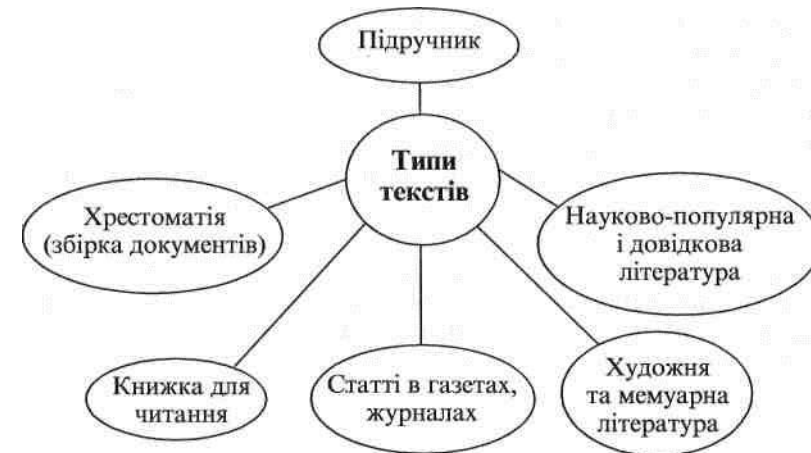 Підручник
Типи
текстів
Хрестоматія
(збірка документів)
Науково-популярна
і довідкова
література
Книжка для
читання
Статті в газетах,
журналах
Художня
та мемуарна
література